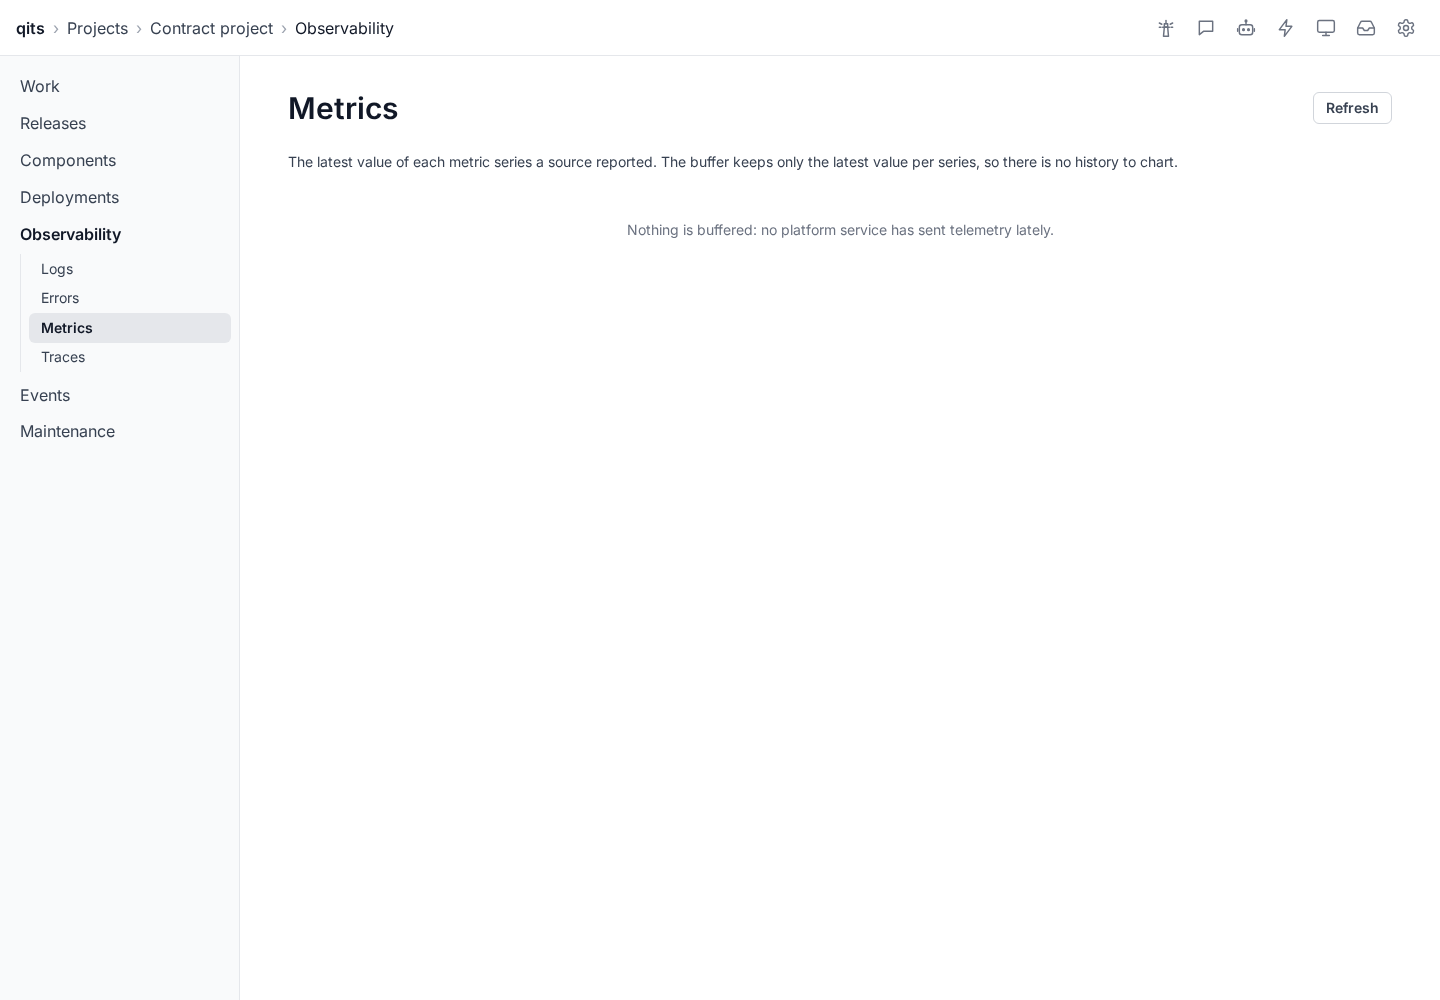 qits › Projects › Contract project › Observability
Work
Releases
Components
Deployments
Observability
Logs
Errors
Metrics
Traces
Events
Maintenance
Metrics
Refresh
The latest value of each metric series a source reported. The buffer keeps only the latest value per series, so there is no history to chart.
Nothing is buffered: no platform service has sent telemetry lately.